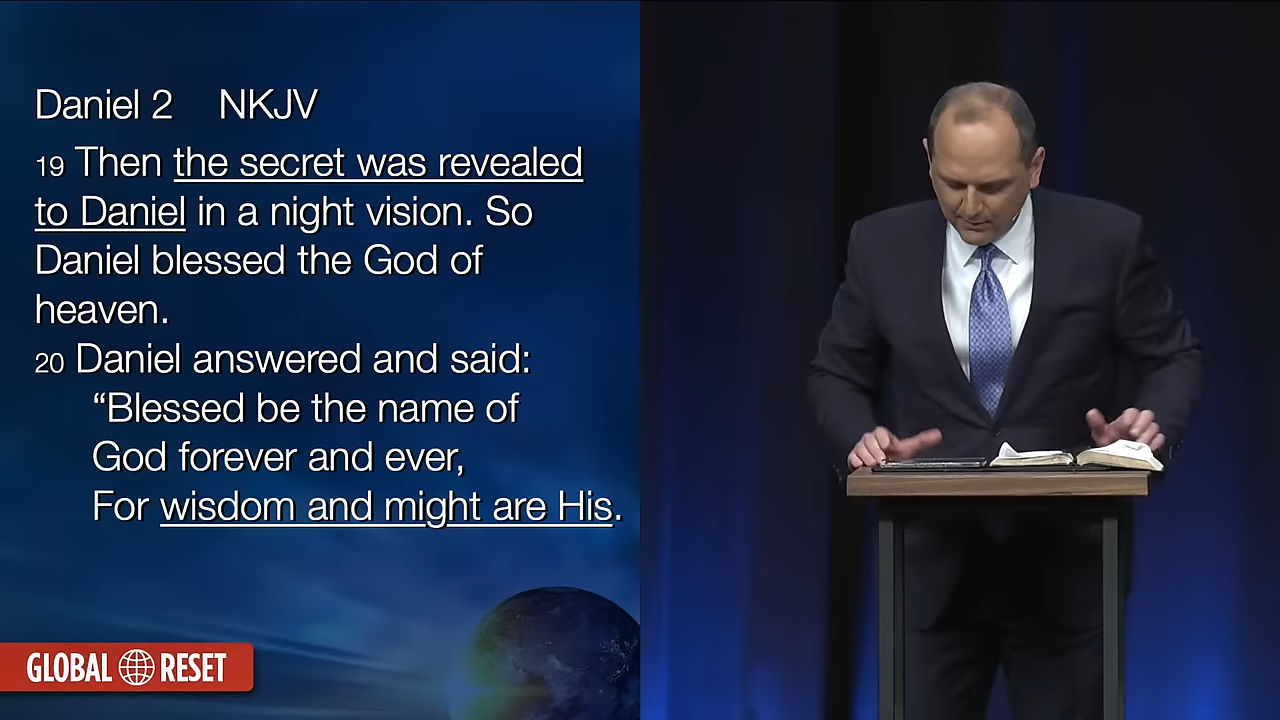 Daniel 2 NKJV
19 Then the secret was revealed
to Daniel in a night vision. So
Daniel blessed the God of
heaven.
20 Daniel answered and said:
“Blessed be the name of
God forever and ever,
For wisdom and might are His.
GLOBAL RESET